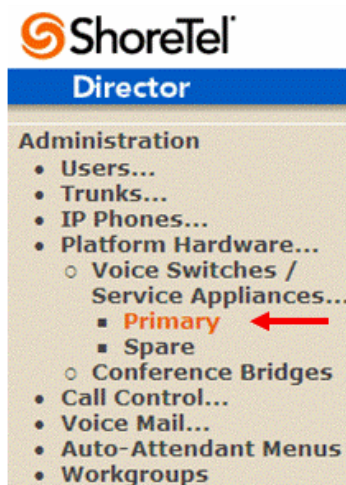 ShoreTel
Director
Administration
• Users...
• Trunks...
• IP Phones...
• Platform Hardware...
○ Voice Switches /
Service Appliances...
▪ Primary
▪ Spare
○ Conference Bridges
• Call Control...
• Voice Mail...
• Auto-Attendant Menus
• Workgroups